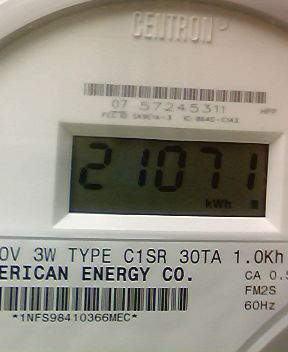 CENTRON
07 57245311 HPP
21071
kWh
0V 3W TYPE C1SR 30TA 1.0Kh
ERICAN ENERGY CO.
CA 0.5
FM2S
60Hz
*1NFS98410366MEC*